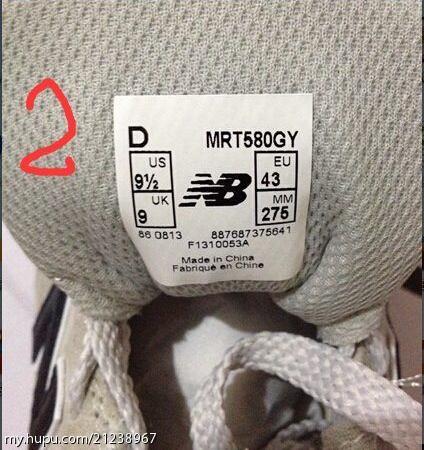 2
D MRT580GY
US 9½ NB EU 43
UK 9 MM 275
86 0813 887687375641
F1310053A
Made in China
Fabriqué en Chine
my.hupu.com/21238967